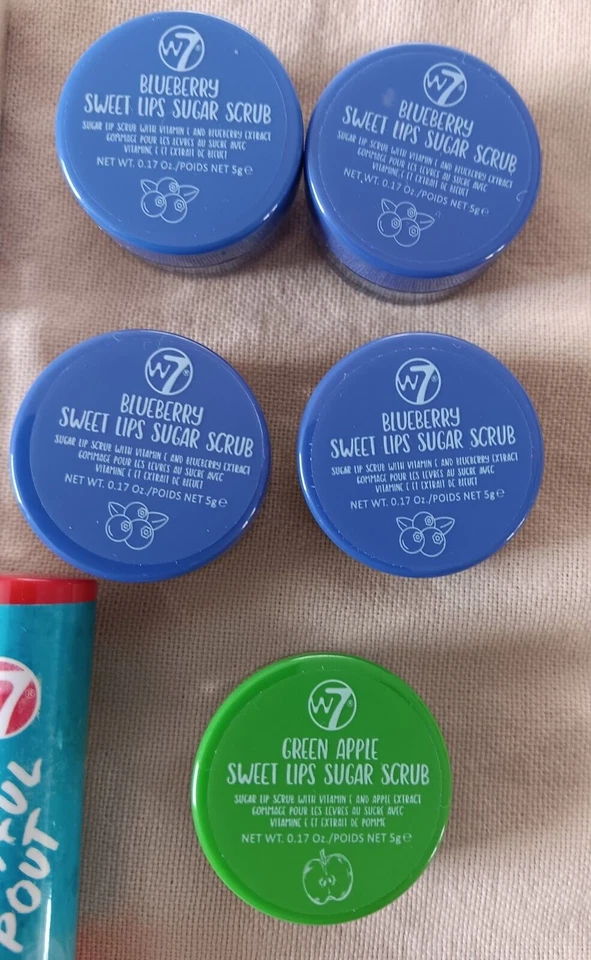 W7®
BLUEBERRY
SWEET LIPS SUGAR SCRUB
SUGAR LIP SCRUB WITH VITAMIN E AND BLUEBERRY EXTRACT
GOMMAGE POUR LES LEVRES AU SUCRE AVEC
VITAMINE E ET EXTRAIT DE BLEUET
NET WT. 0.17 Oz./POIDS NET 5g℮
W7®
BLUEBERRY
SWEET LIPS SUGAR SCRUB
SUGAR LIP SCRUB WITH VITAMIN E AND BLUEBERRY EXTRACT
GOMMAGE POUR LES LEVRES AU SUCRE AVEC
VITAMINE E ET EXTRAIT DE BLEUET
NET WT. 0.17 Oz./POIDS NET 5g℮
W7®
BLUEBERRY
SWEET LIPS SUGAR SCRUB
SUGAR LIP SCRUB WITH VITAMIN E AND BLUEBERRY EXTRACT
GOMMAGE POUR LES LEVRES AU SUCRE AVEC
VITAMINE E ET EXTRAIT DE BLEUET
NET WT. 0.17 Oz./POIDS NET 5g℮
W7®
BLUEBERRY
SWEET LIPS SUGAR SCRUB
SUGAR LIP SCRUB WITH VITAMIN E AND BLUEBERRY EXTRACT
GOMMAGE POUR LES LEVRES AU SUCRE AVEC
VITAMINE E ET EXTRAIT DE BLEUET
NET WT. 0.17 Oz./POIDS NET 5g℮
7®
POUT
W7®
GREEN APPLE
SWEET LIPS SUGAR SCRUB
SUGAR LIP SCRUB WITH VITAMIN E AND APPLE EXTRACT
GOMMAGE POUR LES LEVRES AU SUCRE AVEC
VITAMINE E ET EXTRAIT DE POMME
NET WT. 0.17 Oz./POIDS NET 5g℮